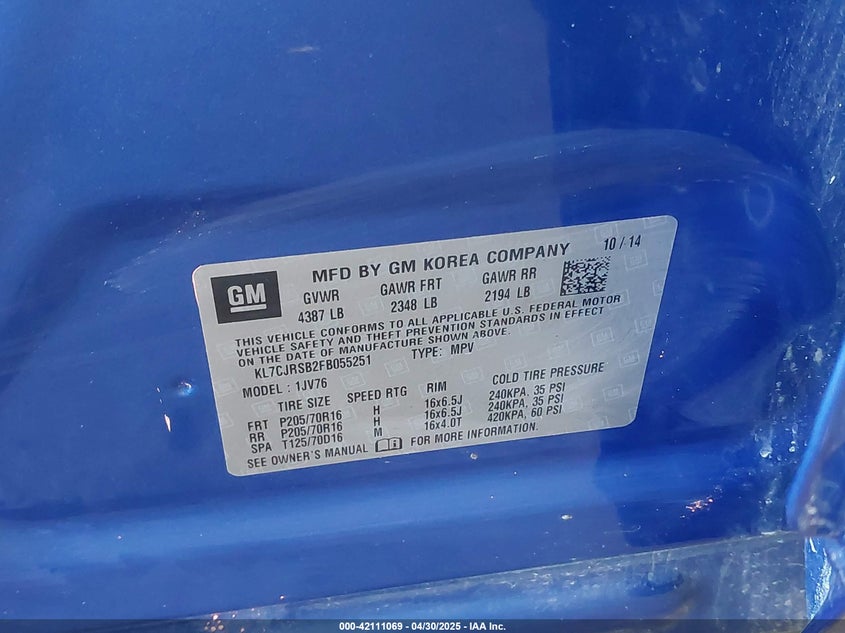 MFD BY GM KOREA COMPANY 10 / 14
GM
GVWR GAWR FRT GAWR RR
4387 LB 2348 LB 2194 LB
THIS VEHICLE CONFORMS TO ALL APPLICABLE U.S. FEDERAL MOTOR
VEHICLE SAFETY AND THEFT PREVENTION STANDARDS IN EFFECT
ON THE DATE OF MANUFACTURE SHOWN ABOVE.
KL7CJRSB2FB055251 TYPE: MPV
MODEL : 1JV76
TIRE SIZE SPEED RTG RIM COLD TIRE PRESSURE
FRT P205/70R16 H 16x6.5J 240KPA, 35 PSI
RR P205/70R16 H 16x6.5J 240KPA, 35 PSI
SPA T125/70D16 M 16x4.0T 420KPA, 60 PSI
SEE OWNER'S MANUAL FOR MORE INFORMATION.
000-42111069 - 04/30/2025 - IAA Inc.